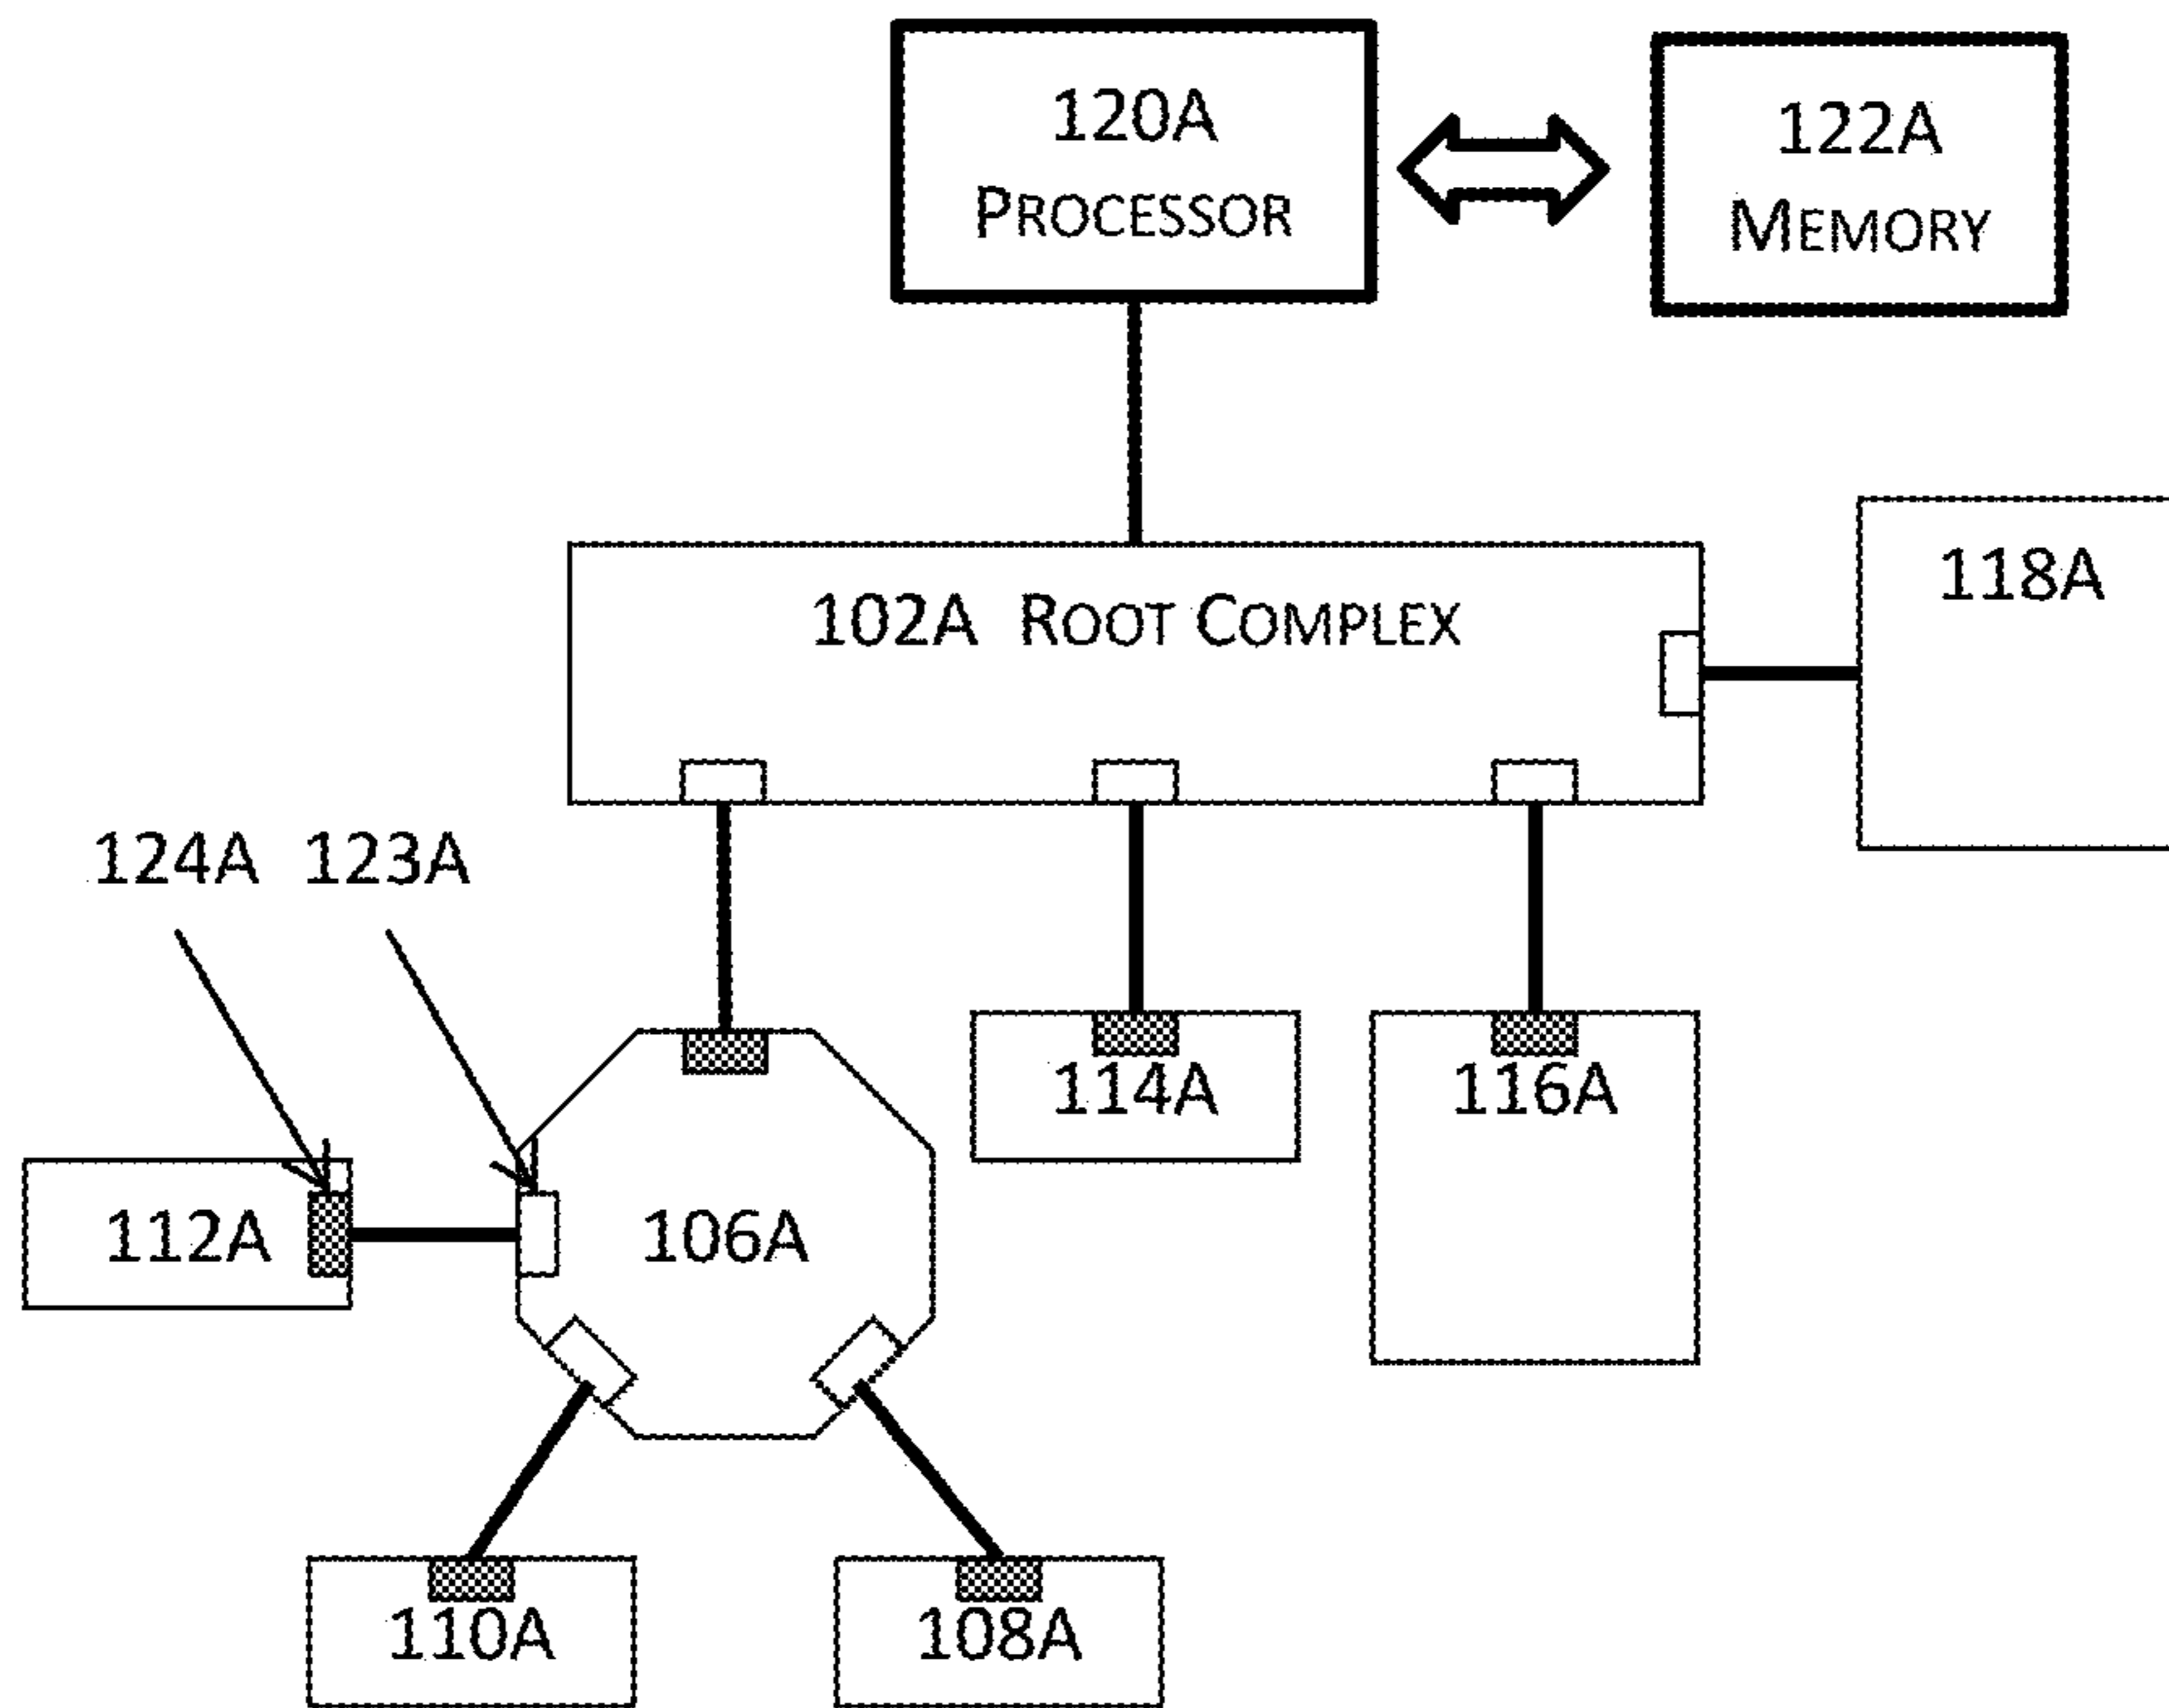 120A
PROCESSOR
122A
MEMORY
102A ROOT COMPLEX
118A
124A
123A
114A
116A
112A
106A
110A
108A